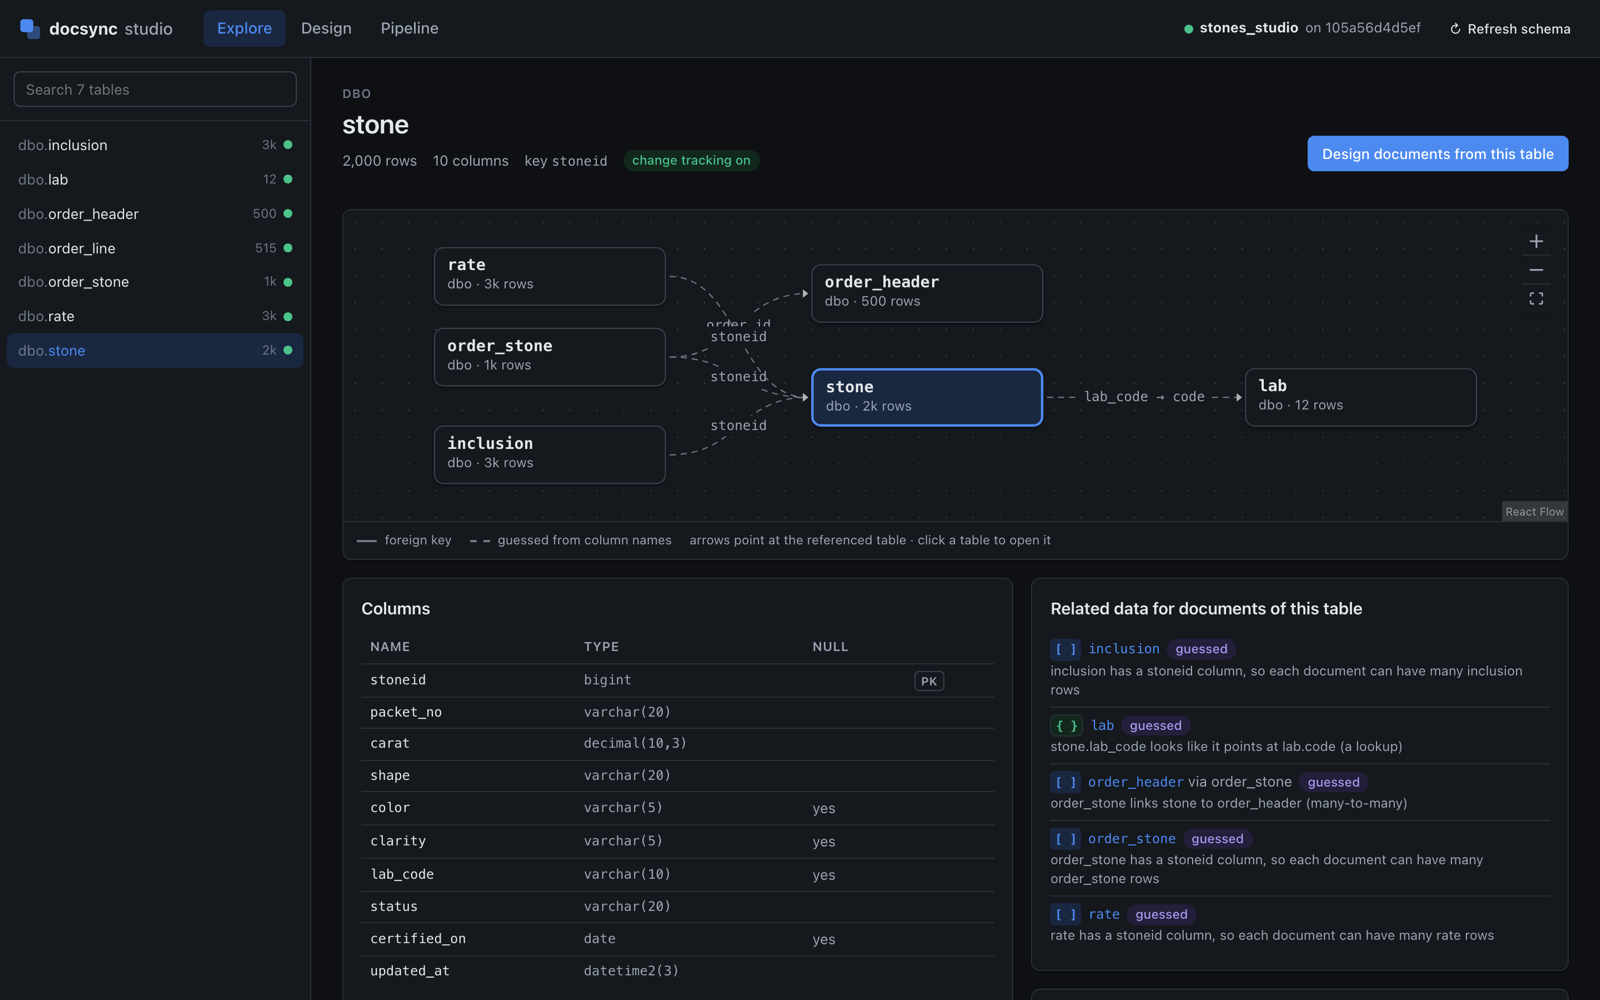 docsync studio
Explore
Design
Pipeline
stones_studio on 105a56d4d5ef
Refresh schema
Search 7 tables
dbo.inclusion 3k
dbo.lab 12
dbo.order_header 500
dbo.order_line 515
dbo.order_stone 1k
dbo.rate 3k
dbo.stone 2k
DBO
stone
2,000 rows 10 columns key stoneid change tracking on
Design documents from this table
rate
dbo · 3k rows
order_header
dbo · 500 rows
order_id
stoneid
order_stone
dbo · 1k rows
stoneid
stone
dbo · 2k rows
lab_code → code
lab
dbo · 12 rows
stoneid
inclusion
dbo · 3k rows
React Flow
foreign key guessed from column names arrows point at the referenced table · click a table to open it
Columns
NAME TYPE NULL
stoneid bigint PK
packet_no varchar(20)
carat decimal(10,3)
shape varchar(20)
color varchar(5) yes
clarity varchar(5) yes
lab_code varchar(10) yes
status varchar(20)
certified_on date yes
updated_at datetime2(3)
Related data for documents of this table
[ ] inclusion guessed
inclusion has a stoneid column, so each document can have many inclusion
rows
{ } lab guessed
stone.lab_code looks like it points at lab.code (a lookup)
[ ] order_header via order_stone guessed
order_stone links stone to order_header (many-to-many)
[ ] order_stone guessed
order_stone has a stoneid column, so each document can have many
order_stone rows
[ ] rate guessed
rate has a stoneid column, so each document can have many rate rows